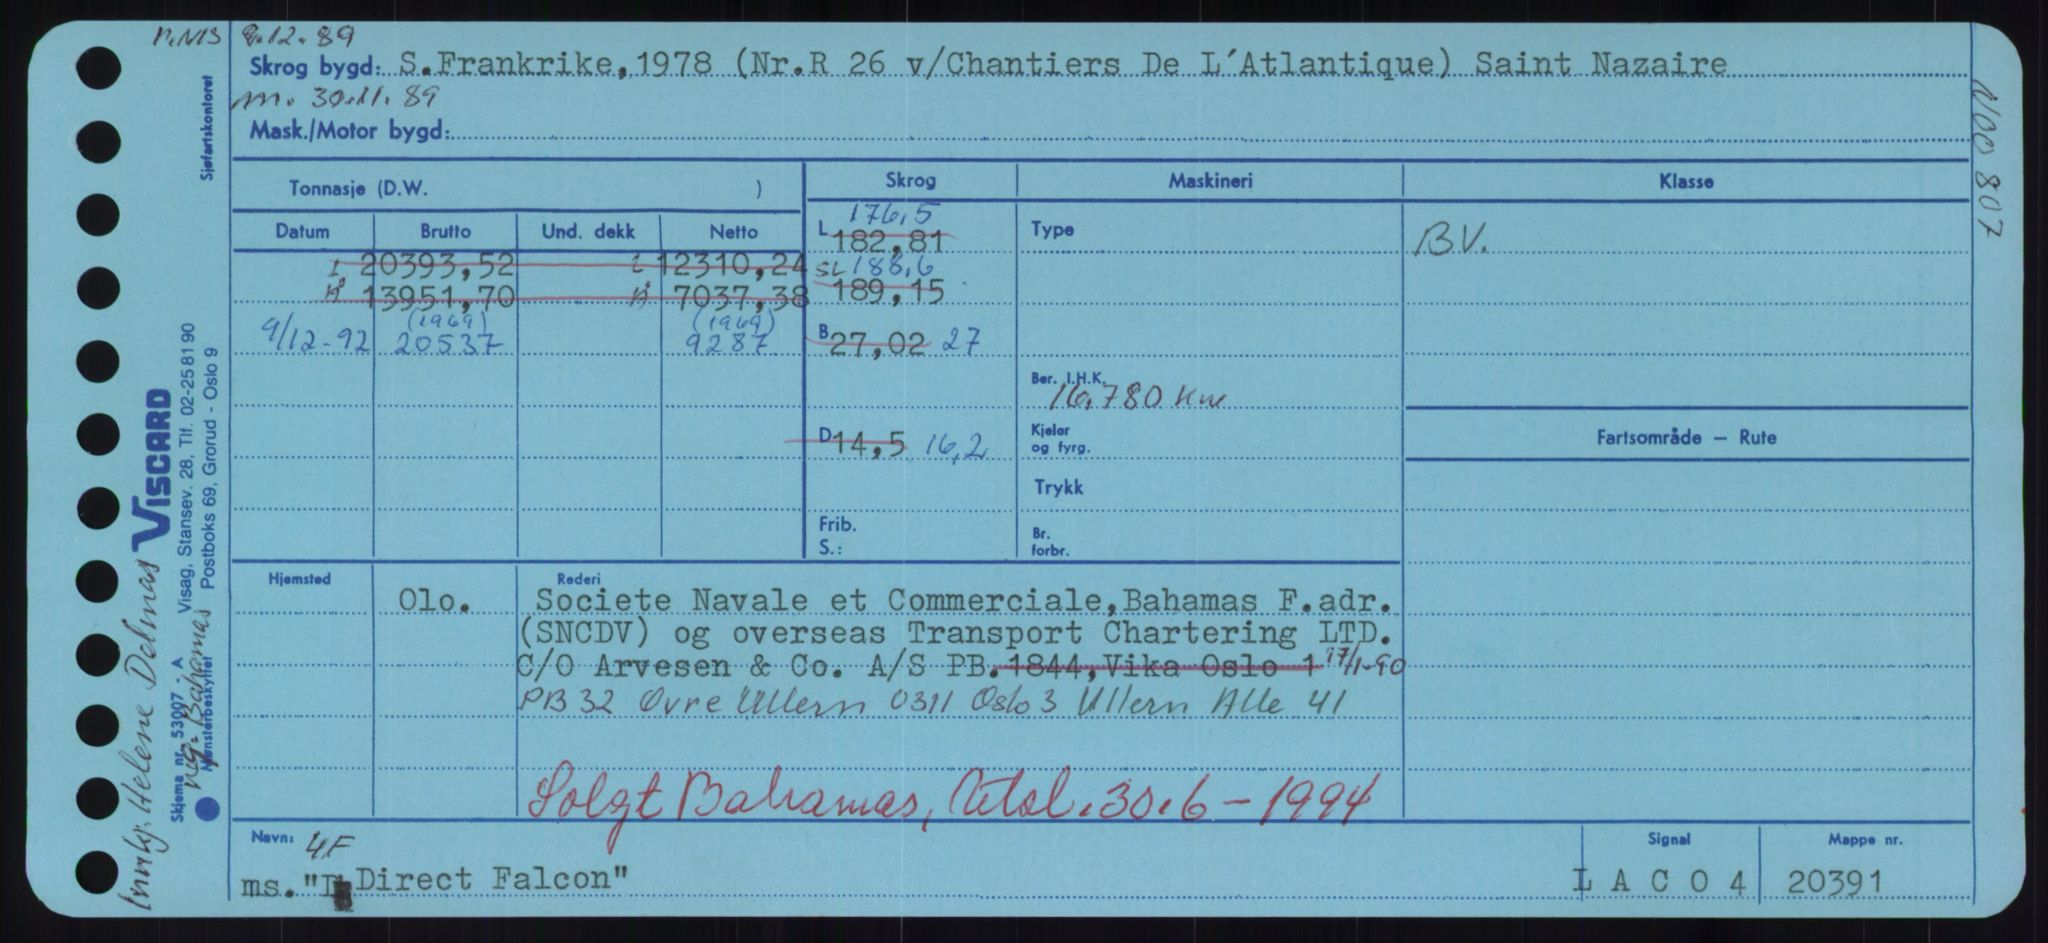 m. NIS 8.12.89
Skrog bygd: S.Frankrike,1978 (Nr.R 26 v/Chantiers De L´Atlantique) Saint Nazaire
m. 30.11.89
Mask./Motor bygd:
N00 807
Sjøfartskontoret
Tonnasje (D.W. )
Skrog Maskineri Klasse
Datum Brutto Und. dekk Netto
L 176,5
182,81
Type
BV.
I 20393,52 I 12310,24
SL 188,6
Å 13951,70 Å 7037,38
189,15
9/12-92 (1969) 20537 (1969) 9287
B 27,02 27
Ber. I.H.K.
16,780 Kw
D 14,5 16,2
Kjelar
og fyrg.
Fartsområde — Rute
Trykk
Frib.
S.:
Br.
forbr.
Hjemsted Rederi
Olo. Societe Navale et Commerciale,Bahamas F.adr.
(SNCDV) og overseas Transport Chartering LTD.
C/O Arvesen & Co. A/S PB.1844,Vika Oslo 1 17/1-90
PB 32 Øvre Ullern 0311 Oslo 3 Ullern Alle 41
Solgt Bahamas, 30.6-1994
Navn: 4F
ms. "D Direct Falcon"
Signal
L A C O 4
Mappe nr.
20391
Innkj. Helene Delmas
reg. Bahamas
VISCARD
Skjema nr. 53007 - A Visag, Stansev. 28, Tlf. 02-25 81 90
Mønsterbeskyttet Postboks 69, Grorud - Oslo 9